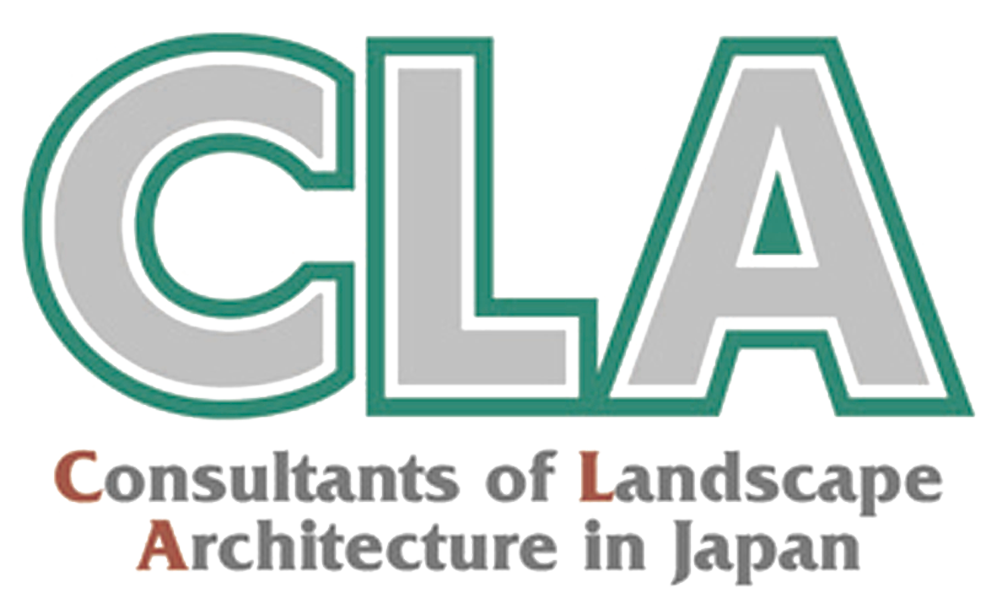 CLA
Consultants of Landscape
Architecture in Japan